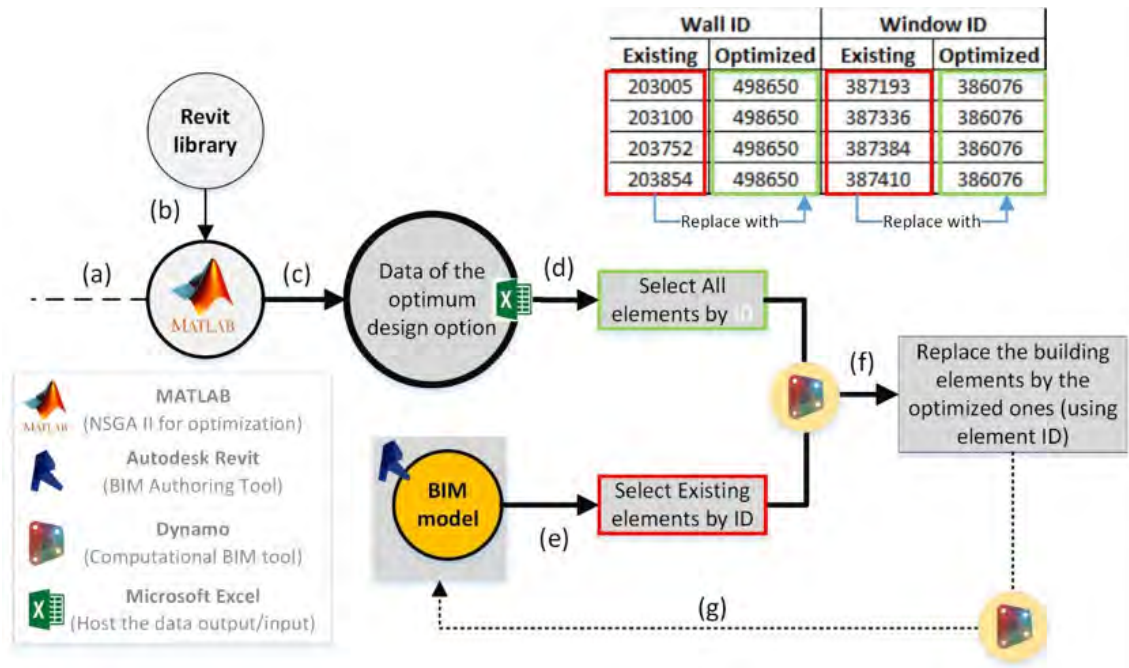 Wall ID Window ID
Existing Optimized Existing Optimized
203005 498650 387193 386076
203100 498650 387336 386076
203752 498650 387384 386076
203854 498650 387410 386076
Replace with Replace with
Revit
library
(b)
(a)
MATLAB
(c)
Data of the
optimum
design option
X
(d)
Select All
elements by ID
(f)
Replace the building
elements by the
optimized ones (using
element ID)
BIM
model
(e)
Select Existing
elements by ID
(g)
MATLAB
MATLAB
(NSGA II for optimization)
Autodesk Revit
(BIM Authoring Tool)
Dynamo
(Computational BIM tool)
X
Microsoft Excel
(Host the data output/input)